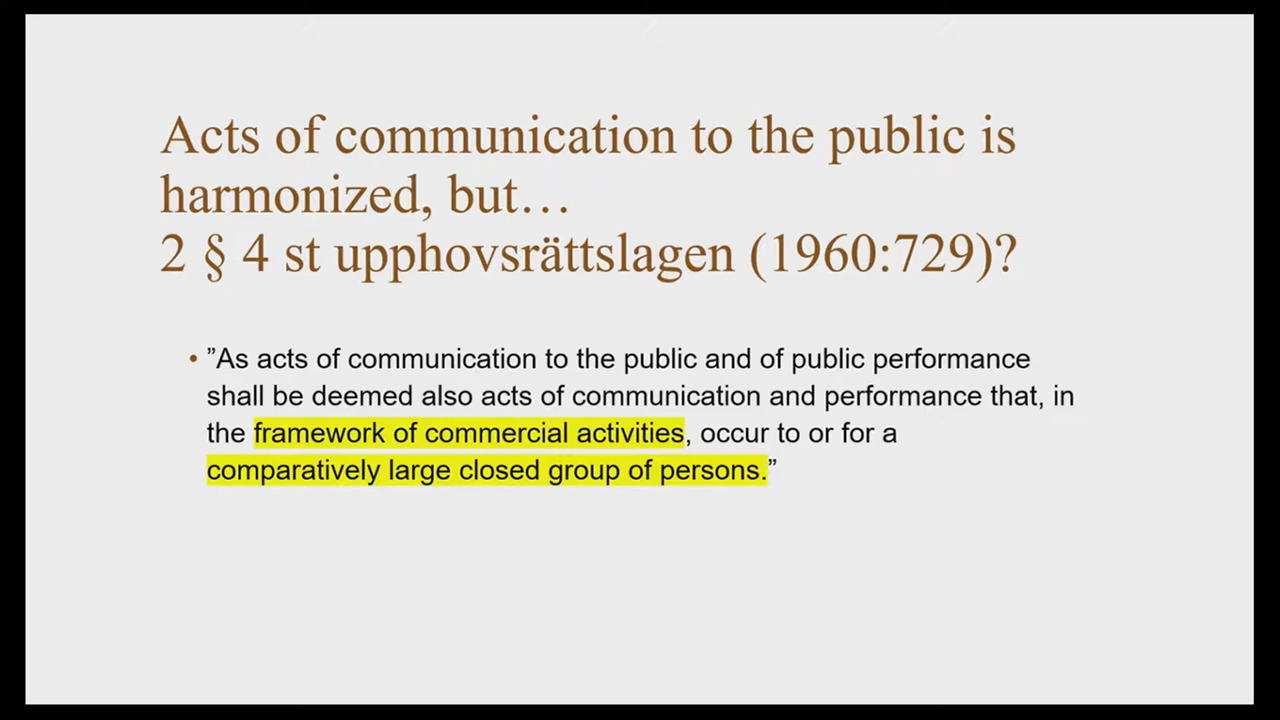 Acts of communication to the public is
harmonized, but…
2 § 4 st upphovsrättslagen (1960:729)?
• ”As acts of communication to the public and of public performance
shall be deemed also acts of communication and performance that, in
the framework of commercial activities, occur to or for a
comparatively large closed group of persons.”